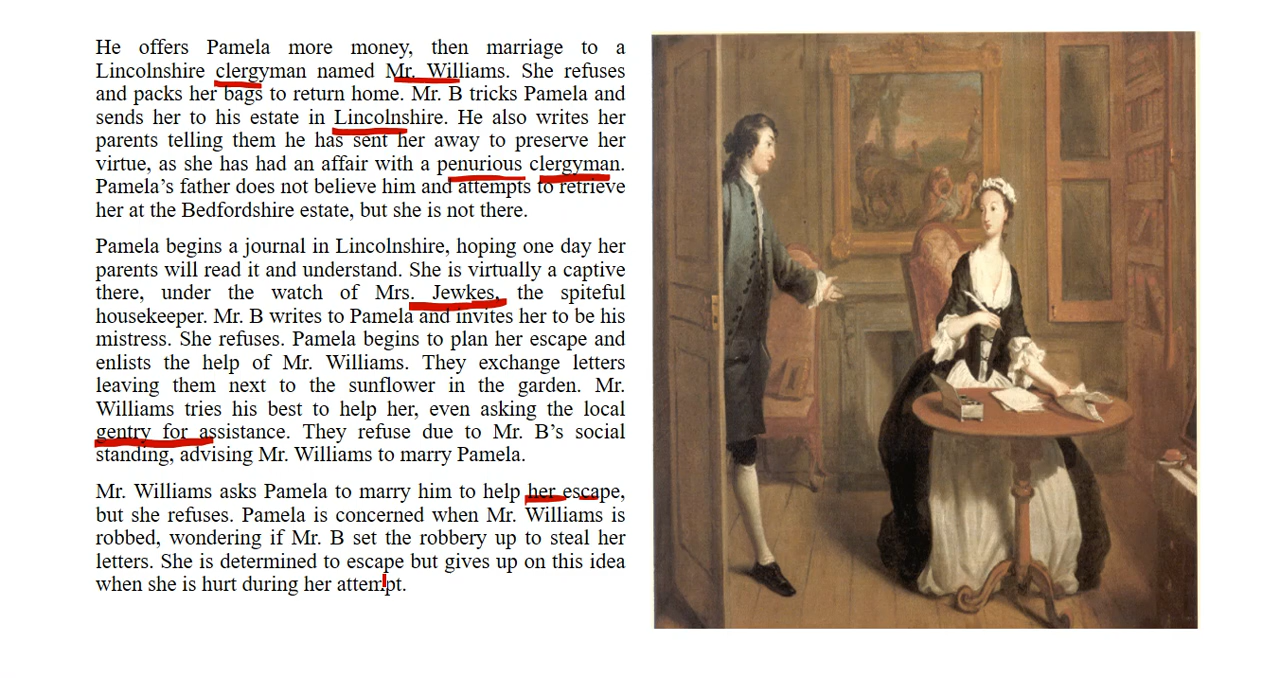 He offers Pamela more money, then marriage to a
Lincolnshire clergyman named Mr. Williams. She refuses
and packs her bags to return home. Mr. B tricks Pamela and
sends her to his estate in Lincolnshire. He also writes her
parents telling them he has sent her away to preserve her
virtue, as she has had an affair with a penurious clergyman.
Pamela’s father does not believe him and attempts to retrieve
her at the Bedfordshire estate, but she is not there.
Pamela begins a journal in Lincolnshire, hoping one day her
parents will read it and understand. She is virtually a captive
there, under the watch of Mrs. Jewkes, the spiteful
housekeeper. Mr. B writes to Pamela and invites her to be his
mistress. She refuses. Pamela begins to plan her escape and
enlists the help of Mr. Williams. They exchange letters
leaving them next to the sunflower in the garden. Mr.
Williams tries his best to help her, even asking the local
gentry for assistance. They refuse due to Mr. B’s social
standing, advising Mr. Williams to marry Pamela.
Mr. Williams asks Pamela to marry him to help her escape,
but she refuses. Pamela is concerned when Mr. Williams is
robbed, wondering if Mr. B set the robbery up to steal her
letters. She is determined to escape but gives up on this idea
when she is hurt during her attempt.